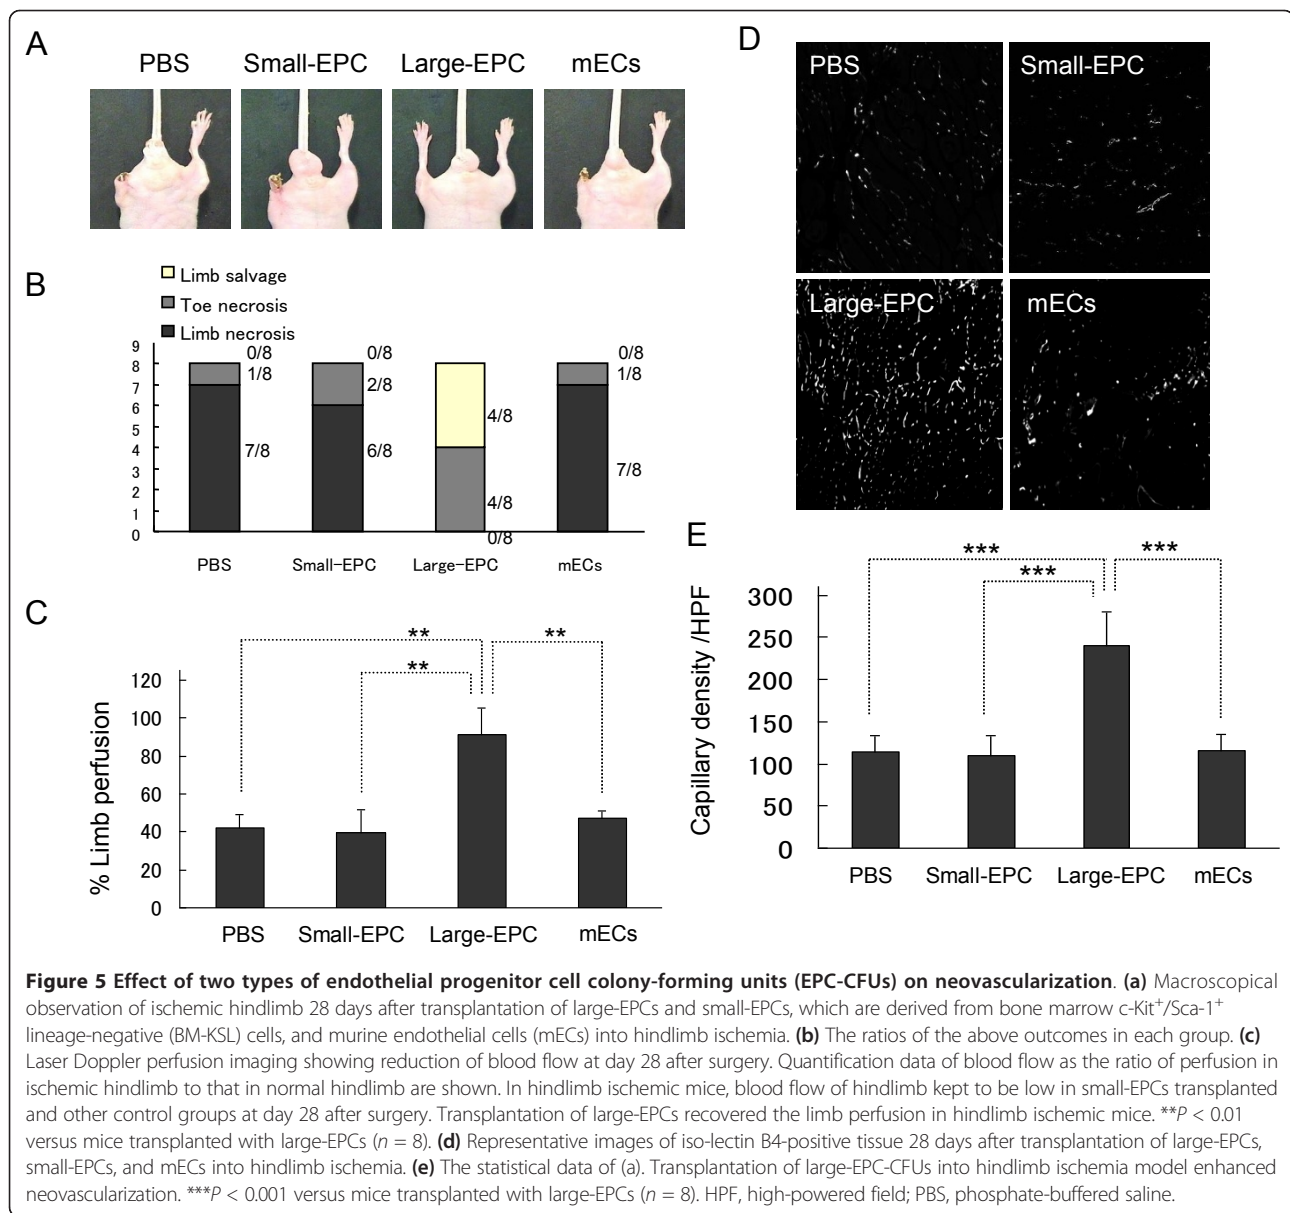 A
PBS Small-EPC Large-EPC mECs
B
Limb salvage
Toe necrosis
Limb necrosis
9
8
7
6
5
4
3
2
1
0
0/8
1/8
7/8
0/8
2/8
6/8
4/8
4/8
0/8
0/8
1/8
7/8
PBS Small-EPC Large-EPC mECs
C
% Limb perfusion
120
100
80
60
40
20
0
** **
**
PBS Small-EPC Large-EPC mECs
D
PBS Small-EPC
Large-EPC mECs
E
Capillary density /HPF
300
250
200
150
100
50
0
*** ***
***
PBS Small-EPC Large-EPC mECs
Figure 5 Effect of two types of endothelial progenitor cell colony-forming units (EPC-CFUs) on neovascularization. (a) Macroscopical
observation of ischemic hindlimb 28 days after transplantation of large-EPCs and small-EPCs, which are derived from bone marrow c-Kit+/Sca-1+
lineage-negative (BM-KSL) cells, and murine endothelial cells (mECs) into hindlimb ischemia. (b) The ratios of the above outcomes in each group. (c)
Laser Doppler perfusion imaging showing reduction of blood flow at day 28 after surgery. Quantification data of blood flow as the ratio of perfusion in
ischemic hindlimb to that in normal hindlimb are shown. In hindlimb ischemic mice, blood flow of hindlimb kept to be low in small-EPCs transplanted
and other control groups at day 28 after surgery. Transplantation of large-EPCs recovered the limb perfusion in hindlimb ischemic mice. **P < 0.01
versus mice transplanted with large-EPCs (n = 8). (d) Representative images of iso-lectin B4-positive tissue 28 days after transplantation of large-EPCs,
small-EPCs, and mECs into hindlimb ischemia. (e) The statistical data of (a). Transplantation of large-EPC-CFUs into hindlimb ischemia model enhanced
neovascularization. ***P < 0.001 versus mice transplanted with large-EPCs (n = 8). HPF, high-powered field; PBS, phosphate-buffered saline.